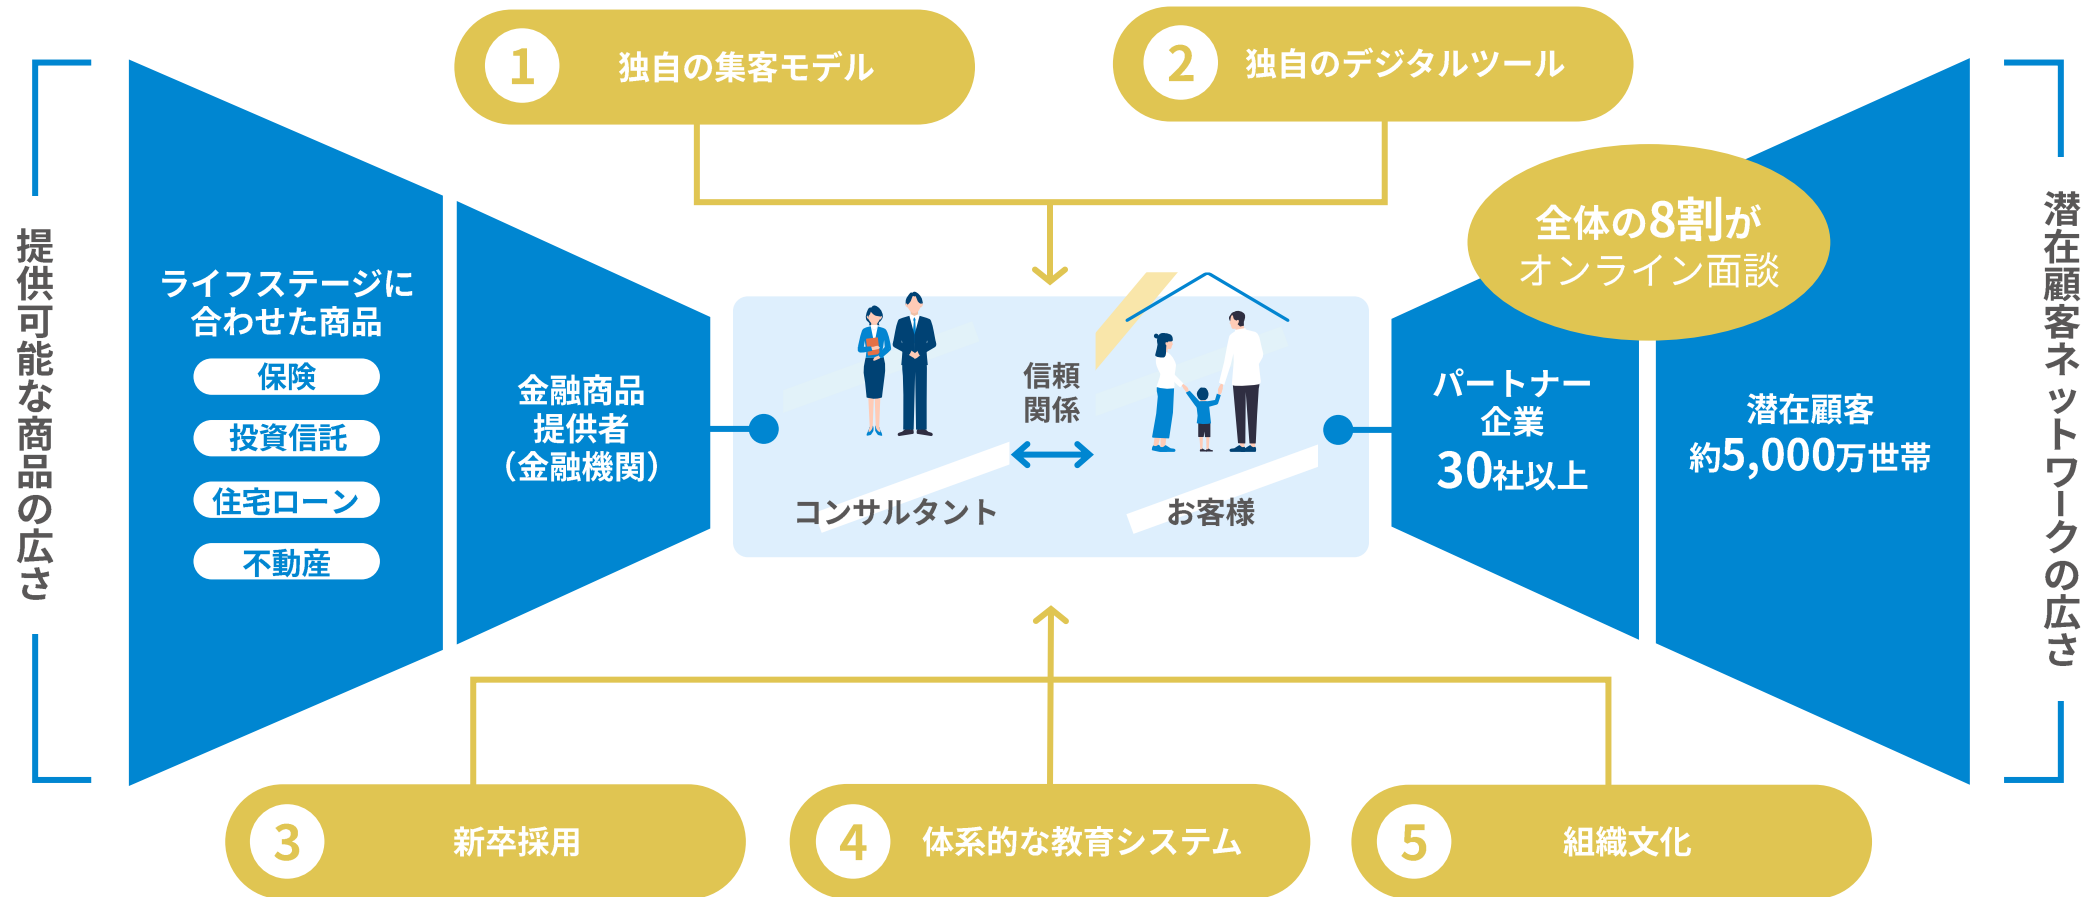 1 独自の集客モデル
2 独自のデジタルツール
提供可能な商品の広さ
ライフステージに
合わせた商品
保険
投資信託
住宅ローン
不動産
金融商品
提供者
（金融機関）
信頼
関係
コンサルタント
お客様
全体の8割が
オンライン面談
パートナー
企業
30社以上
潜在顧客
約5,000万世帯
潜在顧客ネットワークの広さ
3 新卒採用
4 体系的な教育システム
5 組織文化